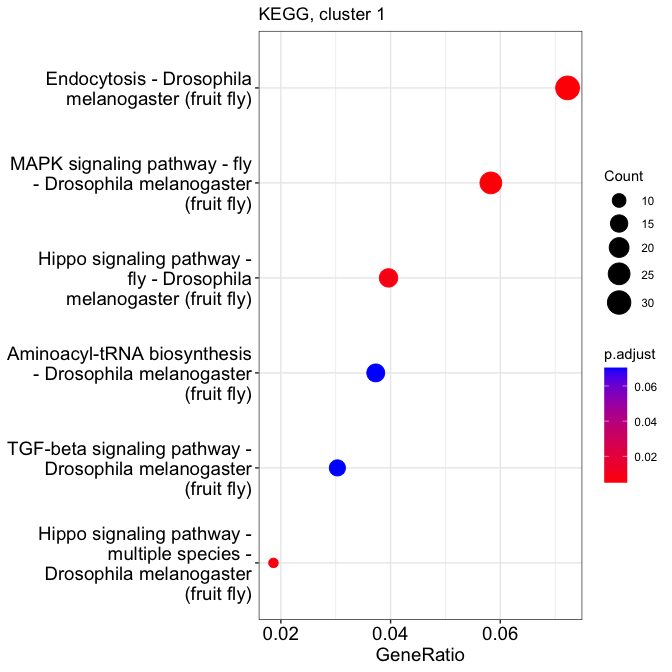 KEGG, cluster 1
Endocytosis - Drosophila
melanogaster (fruit fly)
MAPK signaling pathway - fly
- Drosophila melanogaster
(fruit fly)
Hippo signaling pathway -
fly - Drosophila
melanogaster (fruit fly)
Aminoacyl-tRNA biosynthesis
- Drosophila melanogaster
(fruit fly)
TGF-beta signaling pathway -
Drosophila melanogaster
(fruit fly)
Hippo signaling pathway -
multiple species -
Drosophila melanogaster
(fruit fly)
0.02 0.04 0.06
GeneRatio
Count
10
15
20
25
30
p.adjust
0.06
0.04
0.02